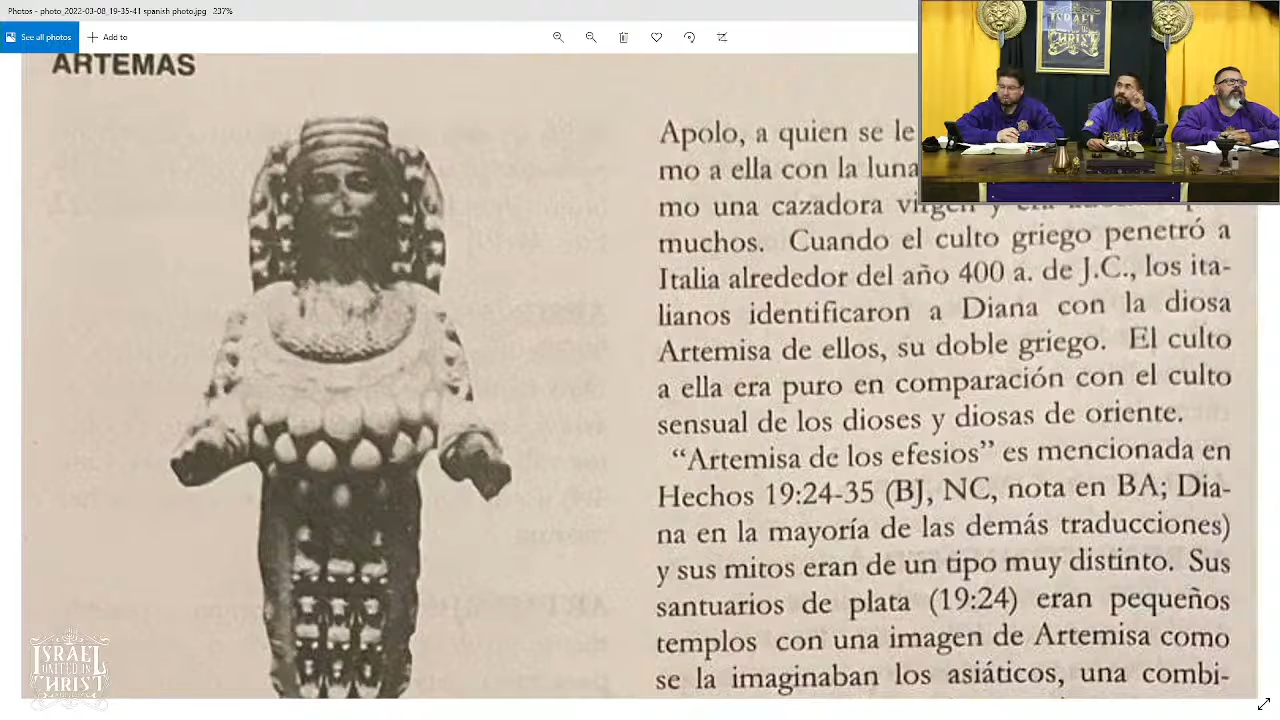 Photos - photo_2022-03-08_19-35-41 spanish photo.jpg   237%
See all photos
Add to
ISRAEL
UNITED IN
CHRIST
ARTEMAS
Apolo, a quien se le
mo a ella con la luna
mo una cazadora virgen y
muchos. Cuando el culto griego penetró a
Italia alrededor del año 400 a. de J.C., los ita-
lianos identificaron a Diana con la diosa
Artemisa de ellos, su doble griego. El culto
a ella era puro en comparación con el culto
sensual de los dioses y diosas de oriente.
“Artemisa de los efesios” es mencionada en
Hechos 19:24-35 (BJ, NC, nota en BA; Dia-
na en la mayoría de las demás traducciones)
y sus mitos eran de un tipo muy distinto. Sus
santuarios de plata (19:24) eran pequeños
templos con una imagen de Artemisa como
se la imaginaban los asiáticos, una combi-
ISRAEL
UNITED IN
CHRIST